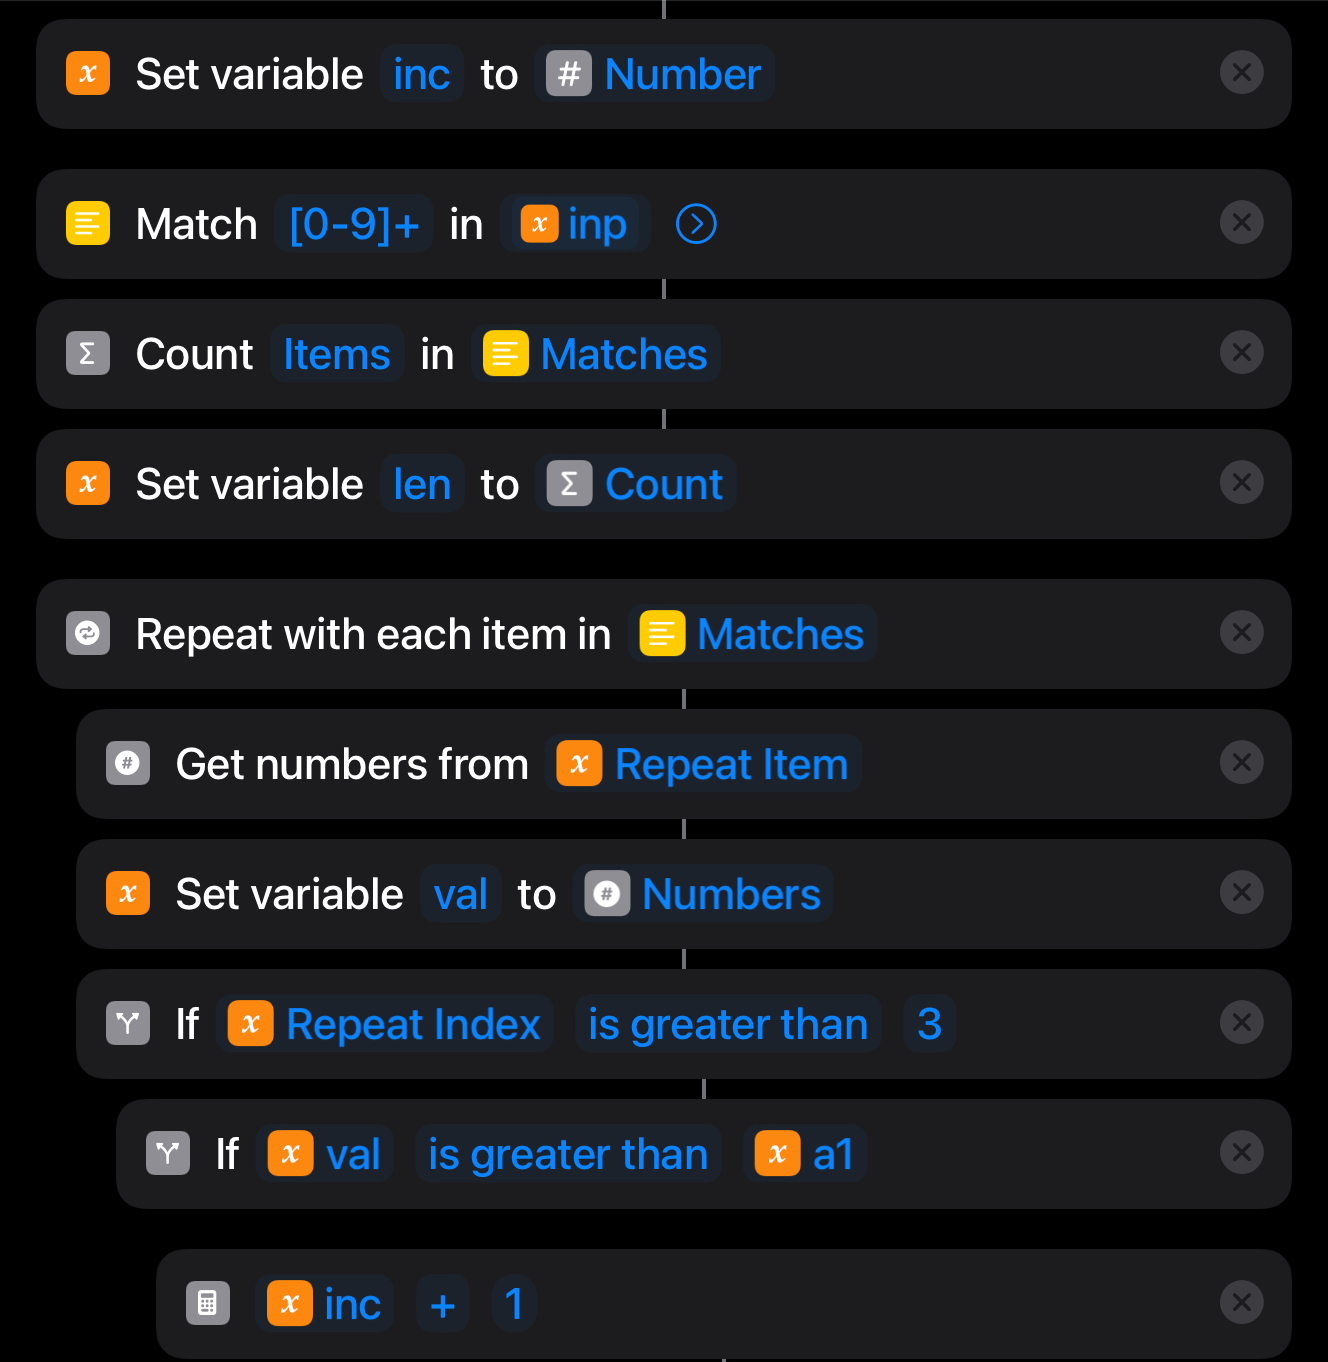 x Set variable inc to # Number
Match [0-9]+ in x inp
Σ Count Items in Matches
x Set variable len to Σ Count
Repeat with each item in Matches
# Get numbers from x Repeat Item
x Set variable val to # Numbers
If x Repeat Index is greater than 3
If x val is greater than x a1
x inc + 1